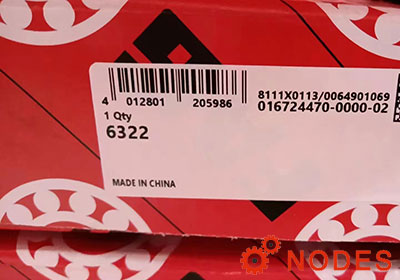 4 012801 205986
8111X0113/0064901069
016724470-0000-02
1 Qty
6322
MADE IN CHINA
NODES